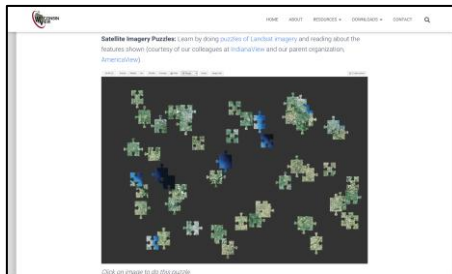 WISCONSIN
VIEW
HOME ABOUT RESOURCES DOWNLOADS CONTACT
Satellite Imagery Puzzles: Learn by doing puzzles of Landsat imagery and reading about the
features shown (courtesy of our colleagues at IndianaView and our parent organization,
AmericaView).
Click on image to do this puzzle